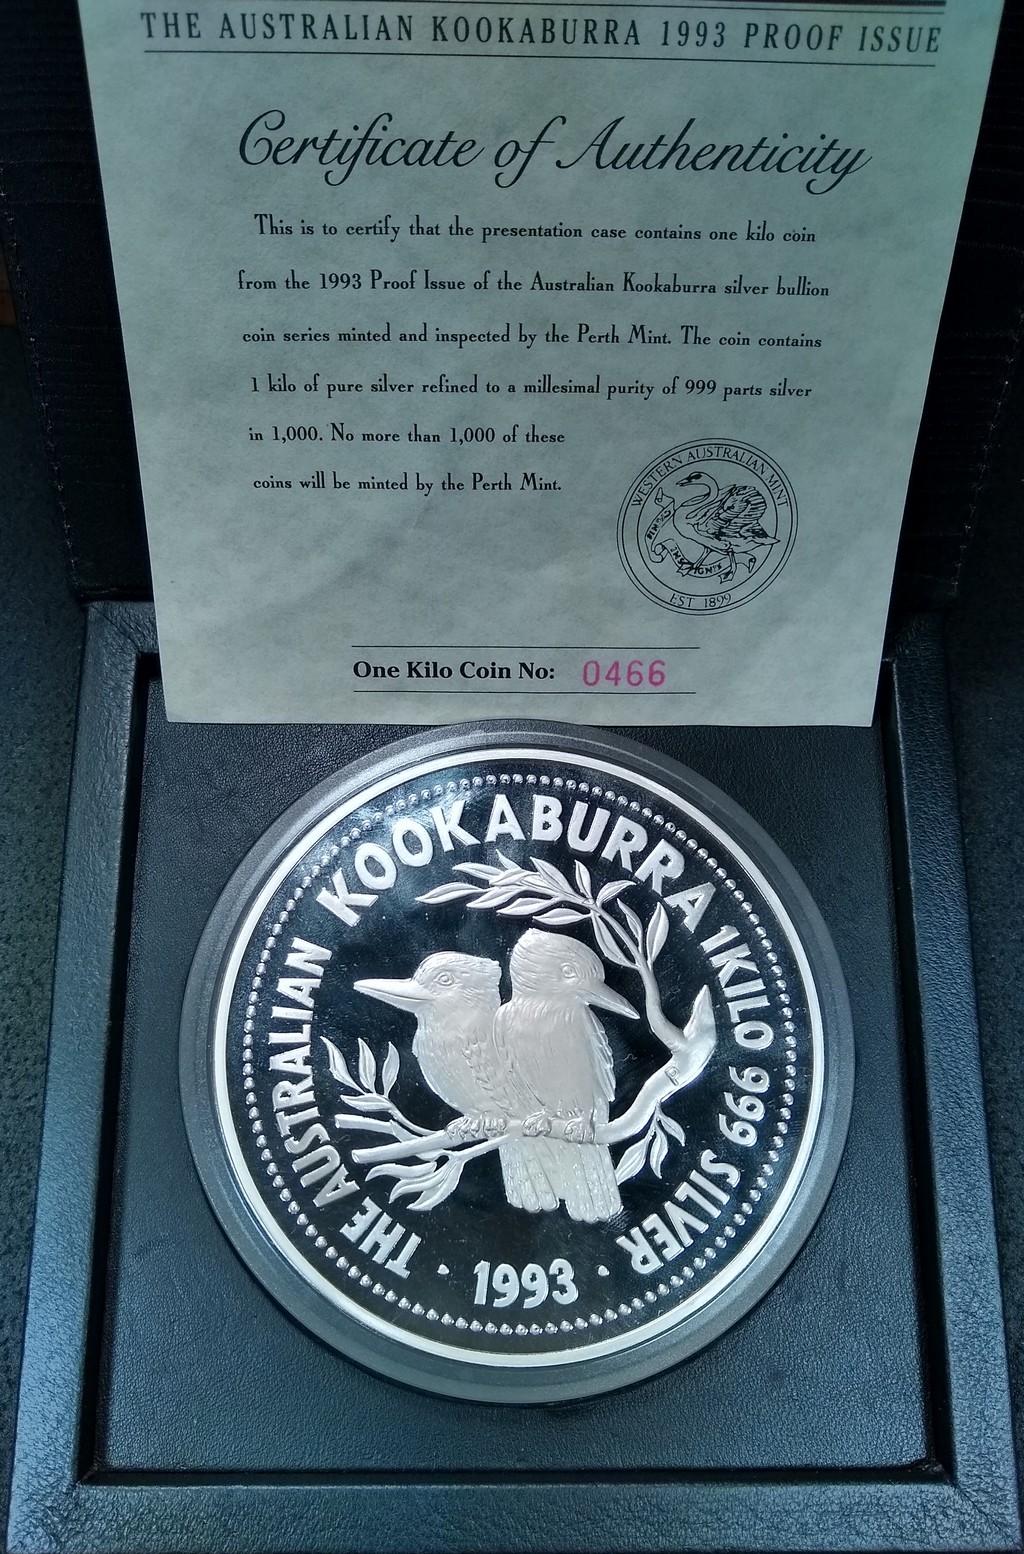 THE AUSTRALIAN KOOKABURRA 1993 PROOF ISSUE
Certificate of Authenticity
This is to certify that the presentation case contains one kilo coin
from the 1993 Proof Issue of the Australian Kookaburra silver bullion
coin series minted and inspected by the Perth Mint. The coin contains
1 kilo of pure silver refined to a millesimal purity of 999 parts silver
in 1,000. No more than 1,000 of these
coins will be minted by the Perth Mint.
WESTERN AUSTRALIAN MINT
EST 1899
One Kilo Coin No: 0466
THE AUSTRALIAN KOOKABURRA 1KILO 999 SILVER
P
· 1993 ·